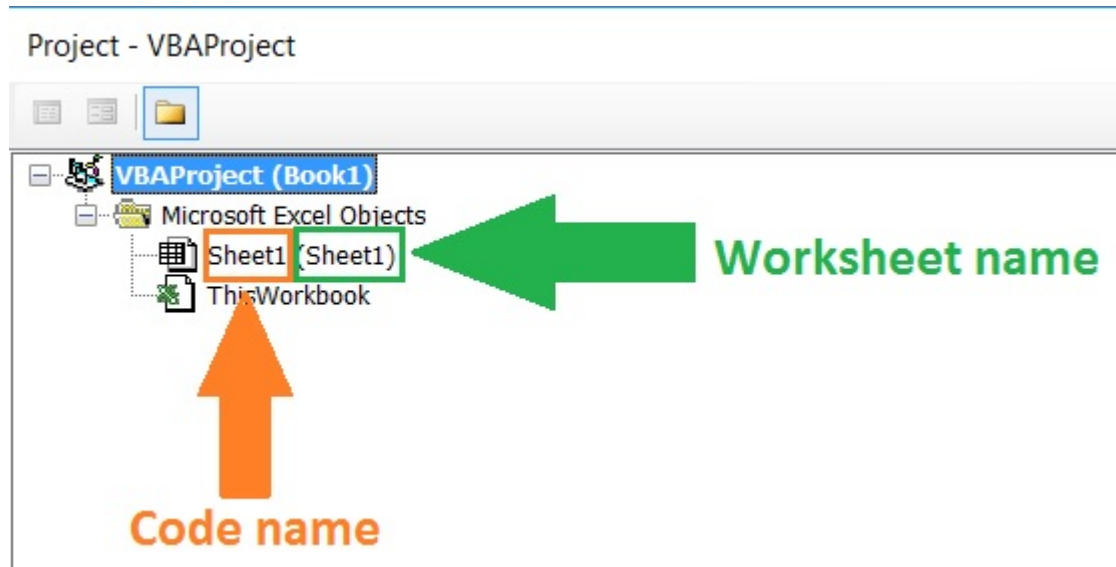 Project - VBAProject
VBAProject (Book1)
Microsoft Excel Objects
Sheet1 (Sheet1)
Worksheet name
ThisWorkbook
Code name